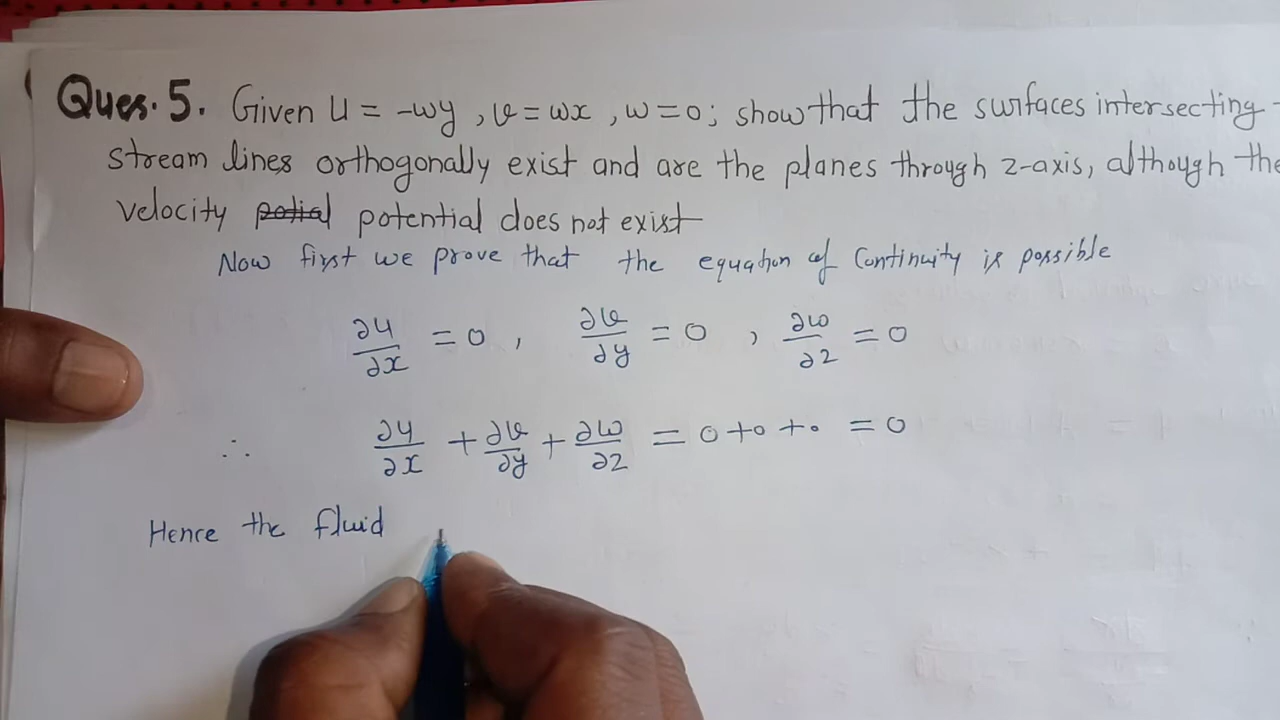 Ques. 5. Given u = -wy , v = wx , w = 0 ; show that the surfaces intersecting
stream lines orthogonally exist and are the planes through z-axis, although the
velocity potential does not exist
Now first we prove that the equation of Continuity is possible
∂u/∂x = 0 , ∂v/∂y = 0 , ∂w/∂z = 0
∴ ∂u/∂x + ∂v/∂y + ∂w/∂z = 0 + 0 + 0 = 0
Hence the fluid